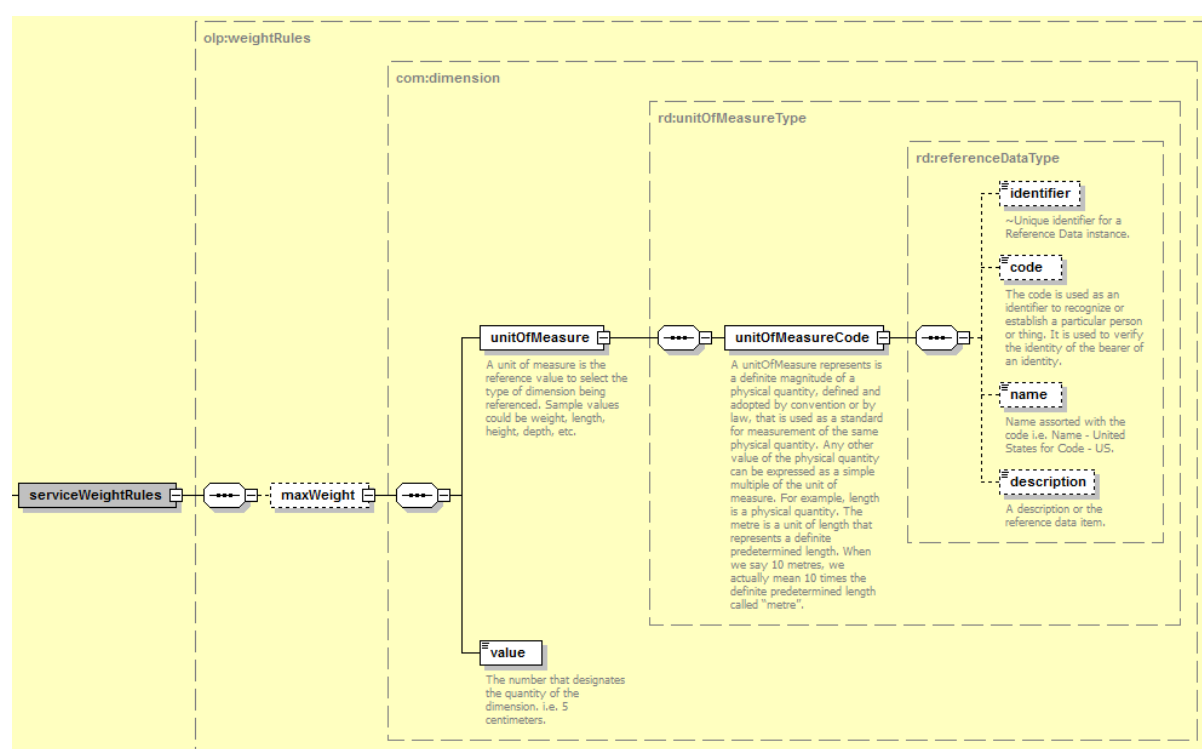 olp:weightRules
com:dimension
rd:unitOfMeasureType
rd:referenceDataType
identifier
~Unique identifier for a
Reference Data instance.
code
The code is used as an
identifier to recognize or
establish a particular person
or thing. It is used to verify
the identity of the bearer of
an identity.
name
Name assorted with the
code i.e. Name - United
States for Code - US.
description
A description or the
reference data item.
unitOfMeasure
A unit of measure is the
reference value to select the
type of dimension being
referenced. Sample values
could be weight, length,
height, depth, etc.
unitOfMeasureCode
A unitOfMeasure represents is
a definite magnitude of a
physical quantity, defined and
adopted by convention or by
law, that is used as a standard
for measurement of the same
physical quantity. Any other
value of the physical quantity
can be expressed as a simple
multiple of the unit of
measure. For example, length
is a physical quantity. The
metre is a unit of length that
represents a definite
predetermined length. When
we say 10 metres, we
actually mean 10 times the
definite predetermined length
called “metre”.
serviceWeightRules
maxWeight
value
The number that designates
the quantity of the
dimension. i.e. 5
centimeters.